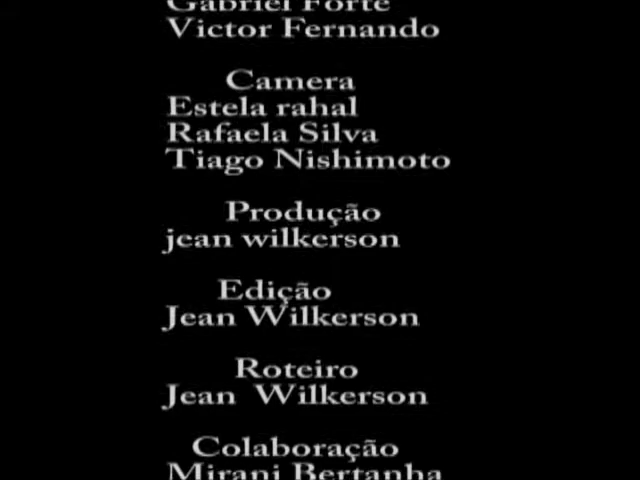 Gabriel Forte
Victor Fernando
Camera
Estela rahal
Rafaela Silva
Tiago Nishimoto
Produção
jean wilkerson
Edição
Jean Wilkerson
Roteiro
Jean Wilkerson
Colaboração
Mirani Bertanha